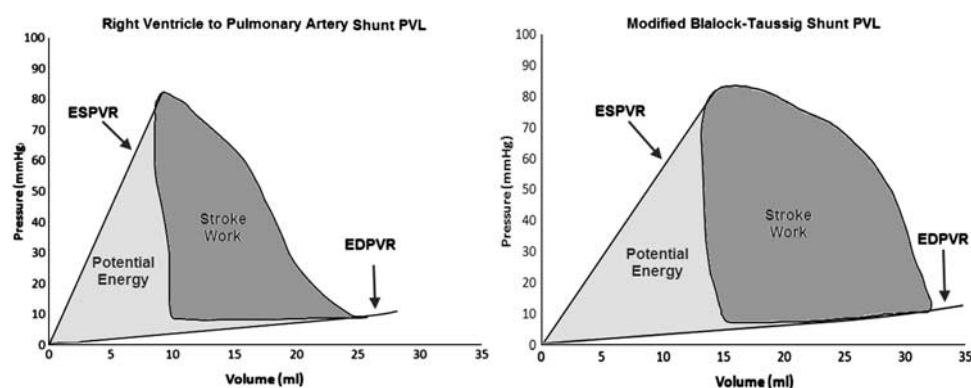 Right Ventricle to Pulmonary Artery Shunt PVL
100
90
80
70
60
50
40
30
20
10
0
Pressure (mmHg)
ESPVR
Stroke
Work
Potential
Energy
EDPVR
0 5 10 15 20 25 30 35
Volume (ml)
Modified Blalock-Taussig Shunt PVL
100
90
80
70
60
50
40
30
20
10
0
Pressure (mmHg)
ESPVR
Stroke
Work
Potential
Energy
EDPVR
0 5 10 15 20 25 30 35
Volume (ml)